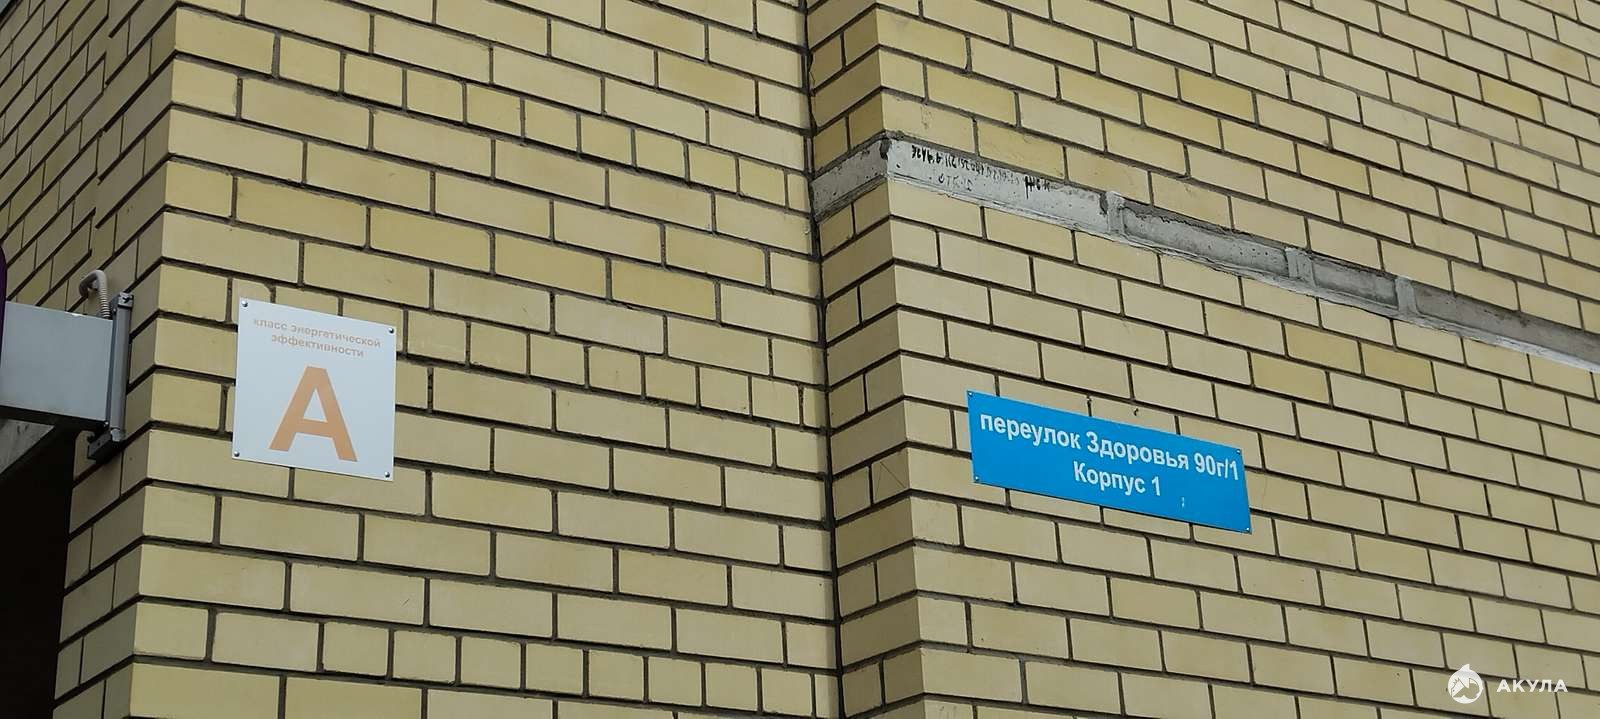 класс энергетической
эффективности
А
переулок Здоровья 90г/1
Корпус 1
АКУЛА